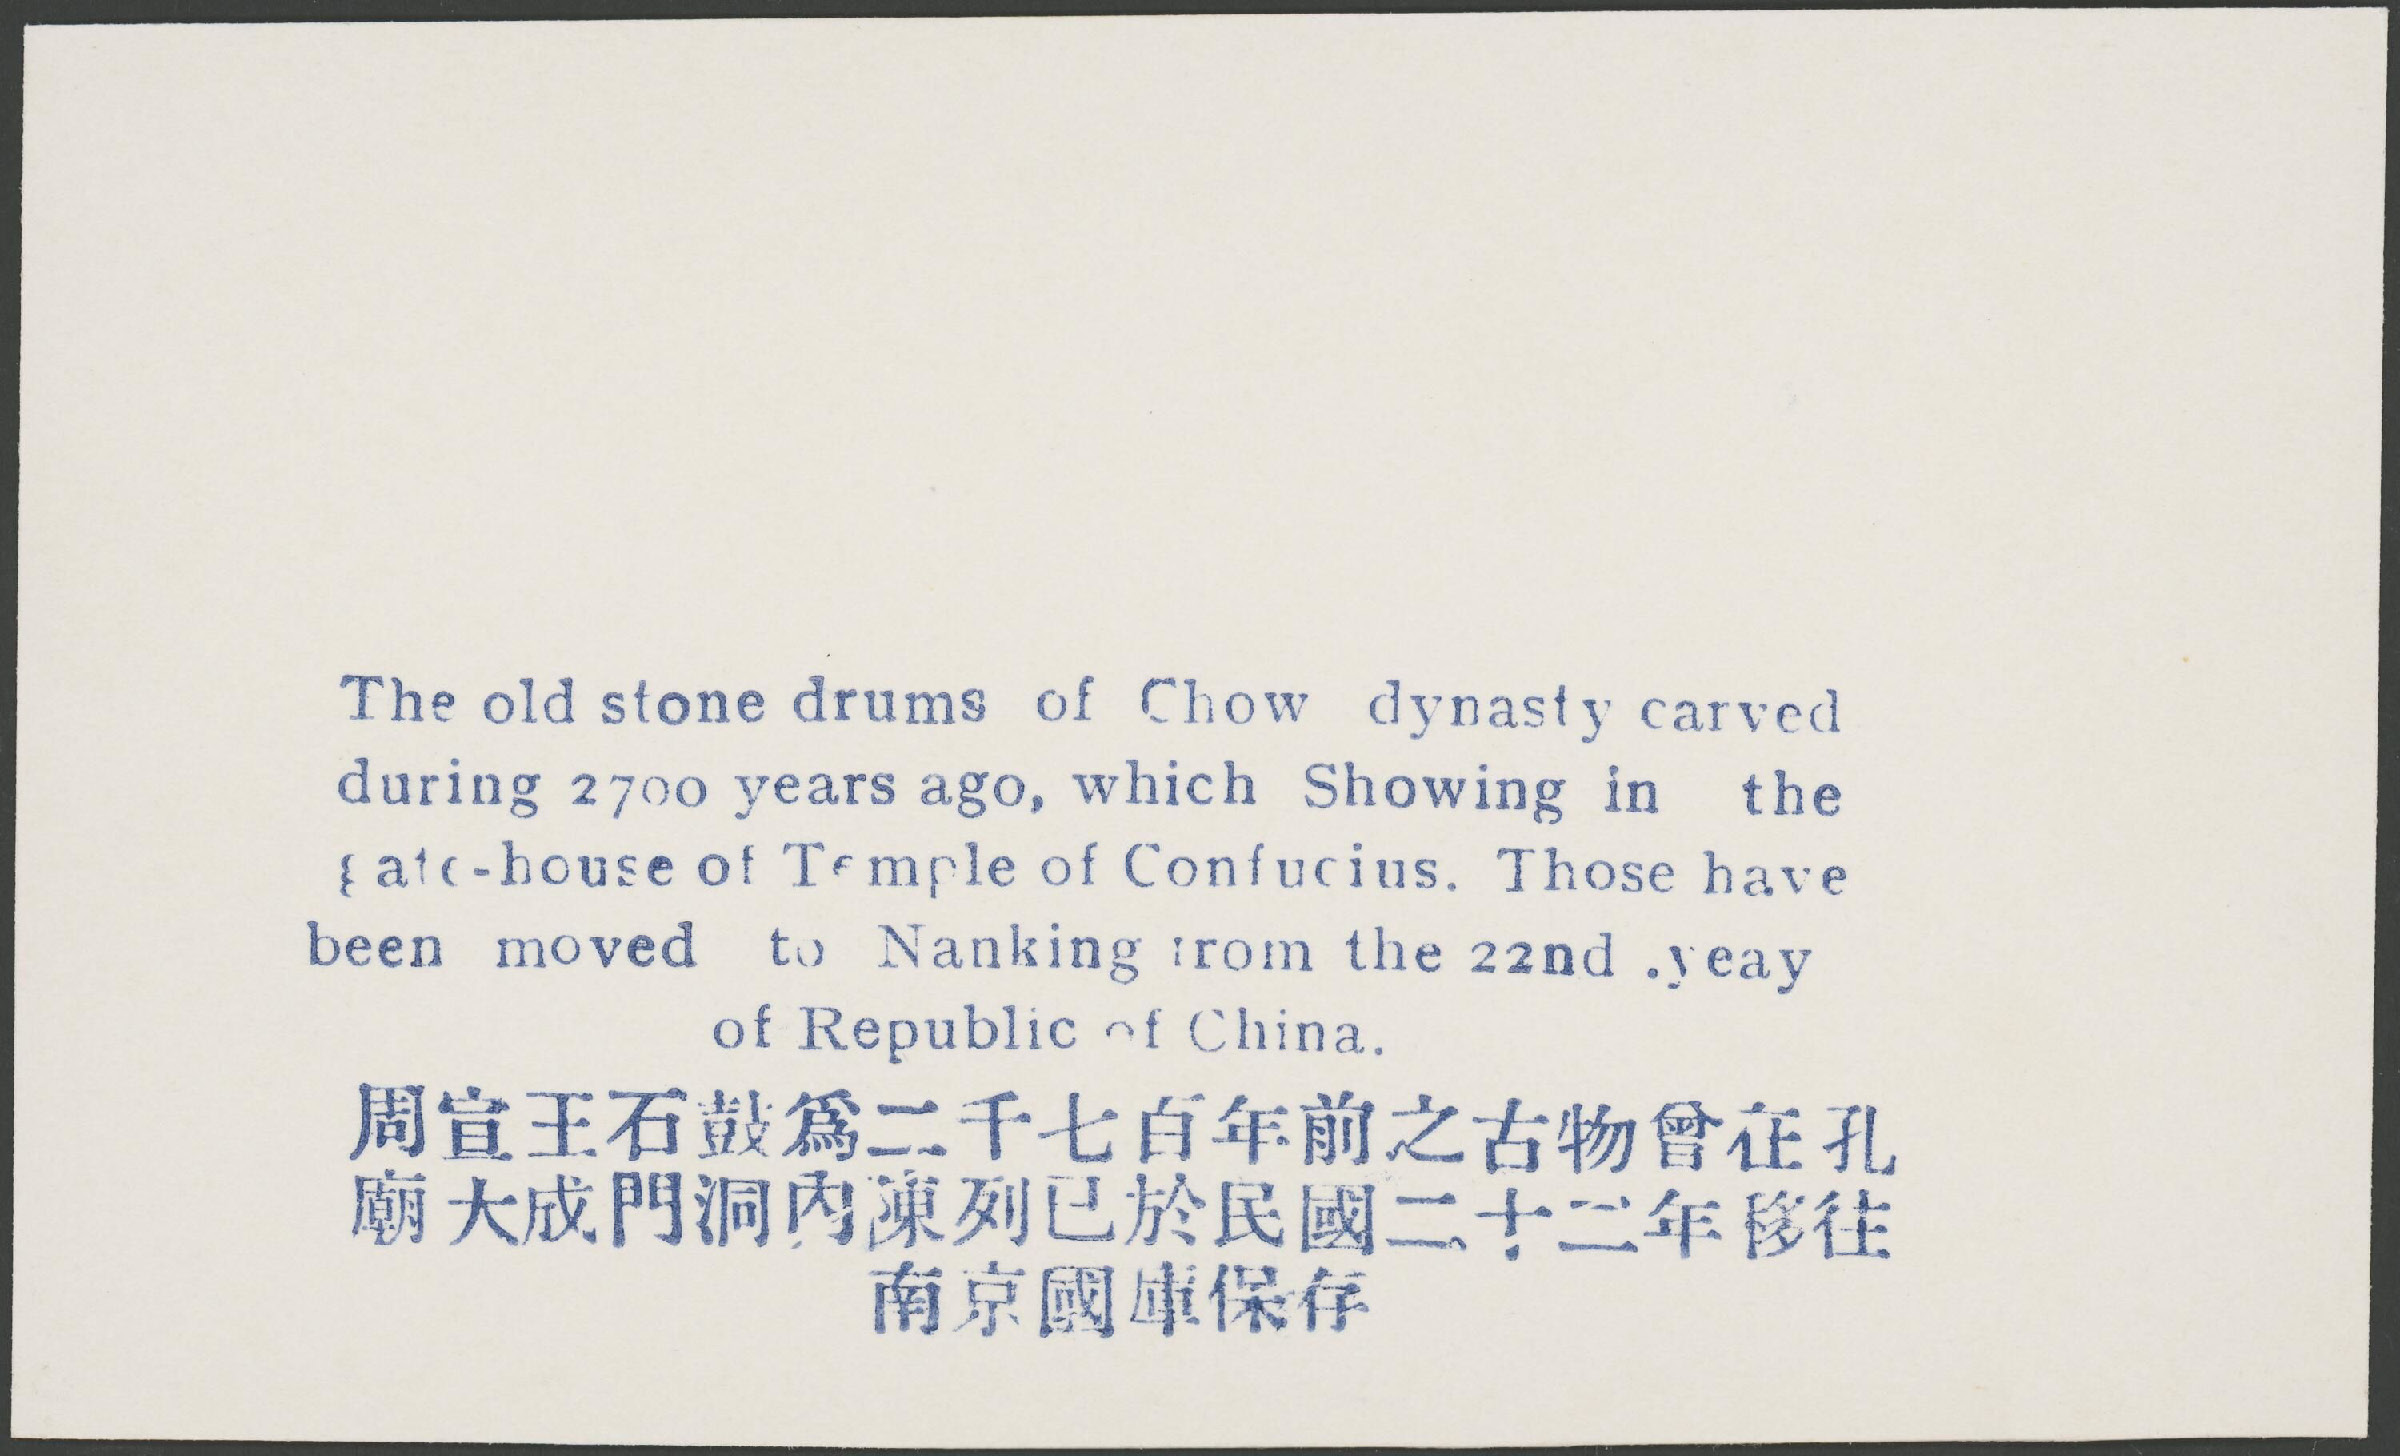 The old stone drums of Chow dynasty carved
during 2700 years ago, which Showing in the
gate-house of Temple of Confucius. Those have
been moved to Nanking from the 22nd .yeay
of Republic of China.
周宣王石鼓爲二千七百年前之古物曾在孔
廟大成門洞內陳列已於民國二十二年移往
南京國庫保存